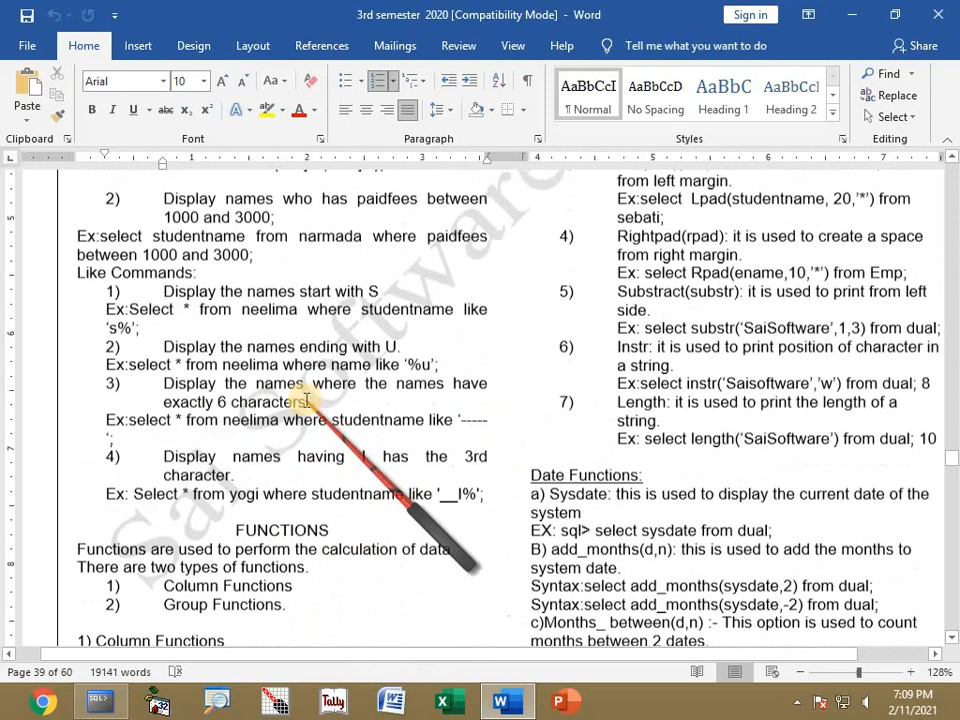 3rd semester 2020 [Compatibility Mode] - Word
Sign in
File Home Insert Design Layout References Mailings Review View Help Tell me what you want to do Share
Paste
Arial 10
Clipboard Font Paragraph Styles Editing
AaBbCcI AaBbCcD AaBbC AaBbCcI
¶ Normal No Spacing Heading 1 Heading 2
Find
Replace
Select
2) Display names who has paidfees between
1000 and 3000;
Ex:select studentname from narmada where paidfees
between 1000 and 3000;
Like Commands:
1) Display the names start with S
Ex:Select * from neelima where studentname like
‘s%’;
2) Display the names ending with U.
Ex:select * from neelima where name like ‘%u’;
3) Display the names where the names have
exactly 6 characters
Ex:select * from neelima where studentname like ‘-----
‘;
4) Display names having I has the 3rd
character.
Ex: Select * from yogi where studentname like '__I%';
FUNCTIONS
Functions are used to perform the calculation of data
There are two types of functions.
1) Column Functions
2) Group Functions.
1) Column Functions
from left margin.
Ex:select Lpad(studentname, 20,’*’) from
sebati;
4) Rightpad(rpad): it is used to create a space
from right margin.
Ex: select Rpad(ename,10,’*’) from Emp;
5) Substract(substr): it is used to print from left
side.
Ex: select substr(‘SaiSoftware’,1,3) from dual;
6) Instr: it is used to print position of character in
a string.
Ex:select instr(‘Saisoftware’,’w’) from dual; 8
7) Length: it is used to print the length of a
string.
Ex: select length(‘SaiSoftware’) from dual; 10
Date Functions:
a) Sysdate: this is used to display the current date of the
system
EX: sql> select sysdate from dual;
B) add_months(d,n): this is used to add the months to
system date.
Syntax:select add_months(sysdate,2) from dual;
Syntax:select add_months(sysdate,-2) from dual;
c)Months_ between(d,n) :- This option is used to count
months between 2 dates.
Sai Software
Page 39 of 60 19141 words 128%
7:09 PM
2/11/2021